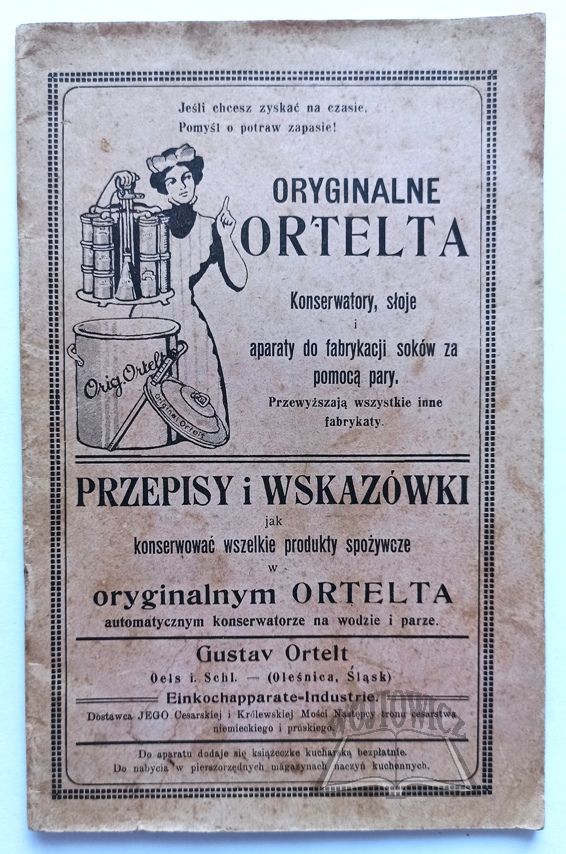 Jeśli chcesz zyskać na czasie,
Pomyśl o potraw zapasie!
ORYGINALNE
ORTELTA
Konserwatory, słoje
i
aparaty do fabrykacji soków za
pomocą pary.
Przewyższają wszystkie inne
fabrykaty.
Orig Ortelt
Original Ortelt
PRZEPISY i WSKAZÓWKI
jak
konserwować wszelkie produkty spożywcze
w
oryginalnym ORTELTA
automatycznym konserwatorze na wodzie i parze.
Gustav Ortelt
Oels i. Schl. — (Oleśnica, Śląsk)
Einkochapparate-Industrie.
Dostawca JEGO Cesarskiej i Królewskiej Mości Następcy tronu cesarstwa
niemieckiego i pruskiego.
Do aparatu dodaje się książeczkę kucharską bezpłatnie.
Do nabycia w pierszorzędnych magazynach naczyń kuchennych.